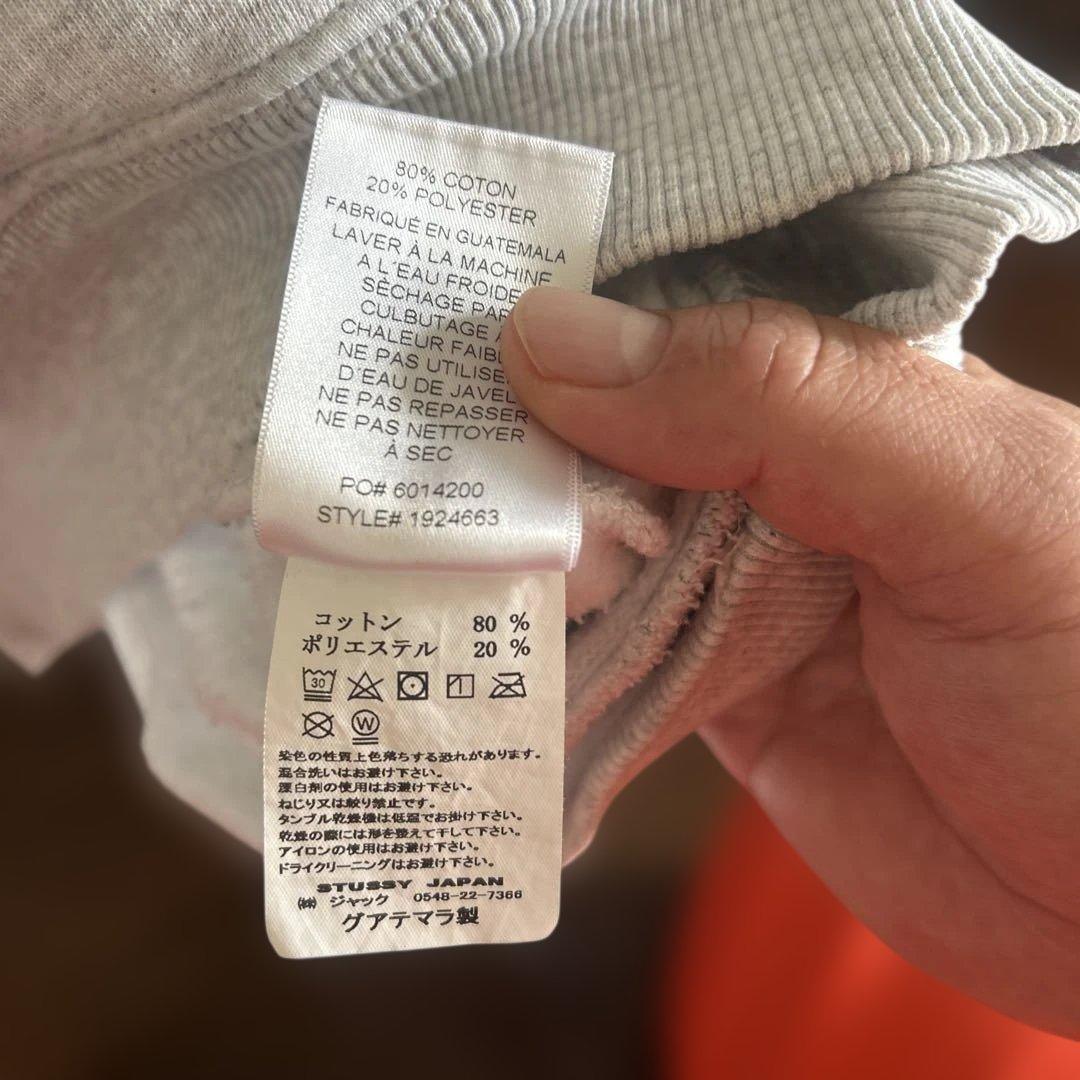 80% COTON
20% POLYESTER
FABRIQUÉ EN GUATEMALA
LAVER À LA MACHINE
A L'EAU FROIDE
SÉCHAGE PAR
CULBUTAGE À
CHALEUR
NE PAS
D'EAU DE JAVEL
NE PAS REPASSER
NE PAS NETTOYER
À SEC
PO# 6014200
STYLE# 1924663
コットン 80 %
ポリエステル 20 %
30
W
染色の性質上色落ちする恐れがあります。
混合洗いはお避け下さい。
漂白剤の使用はお避け下さい。
ねじり又は絞り禁止です。
タンブル乾燥機は低温でお掛け下さい。
乾燥の際には形を整えて干して下さい。
アイロンの使用はお避け下さい。
ドライクリーニングはお避け下さい。
STUSSY JAPAN
㈱ ジャック 0548-22-7366
グアテマラ製